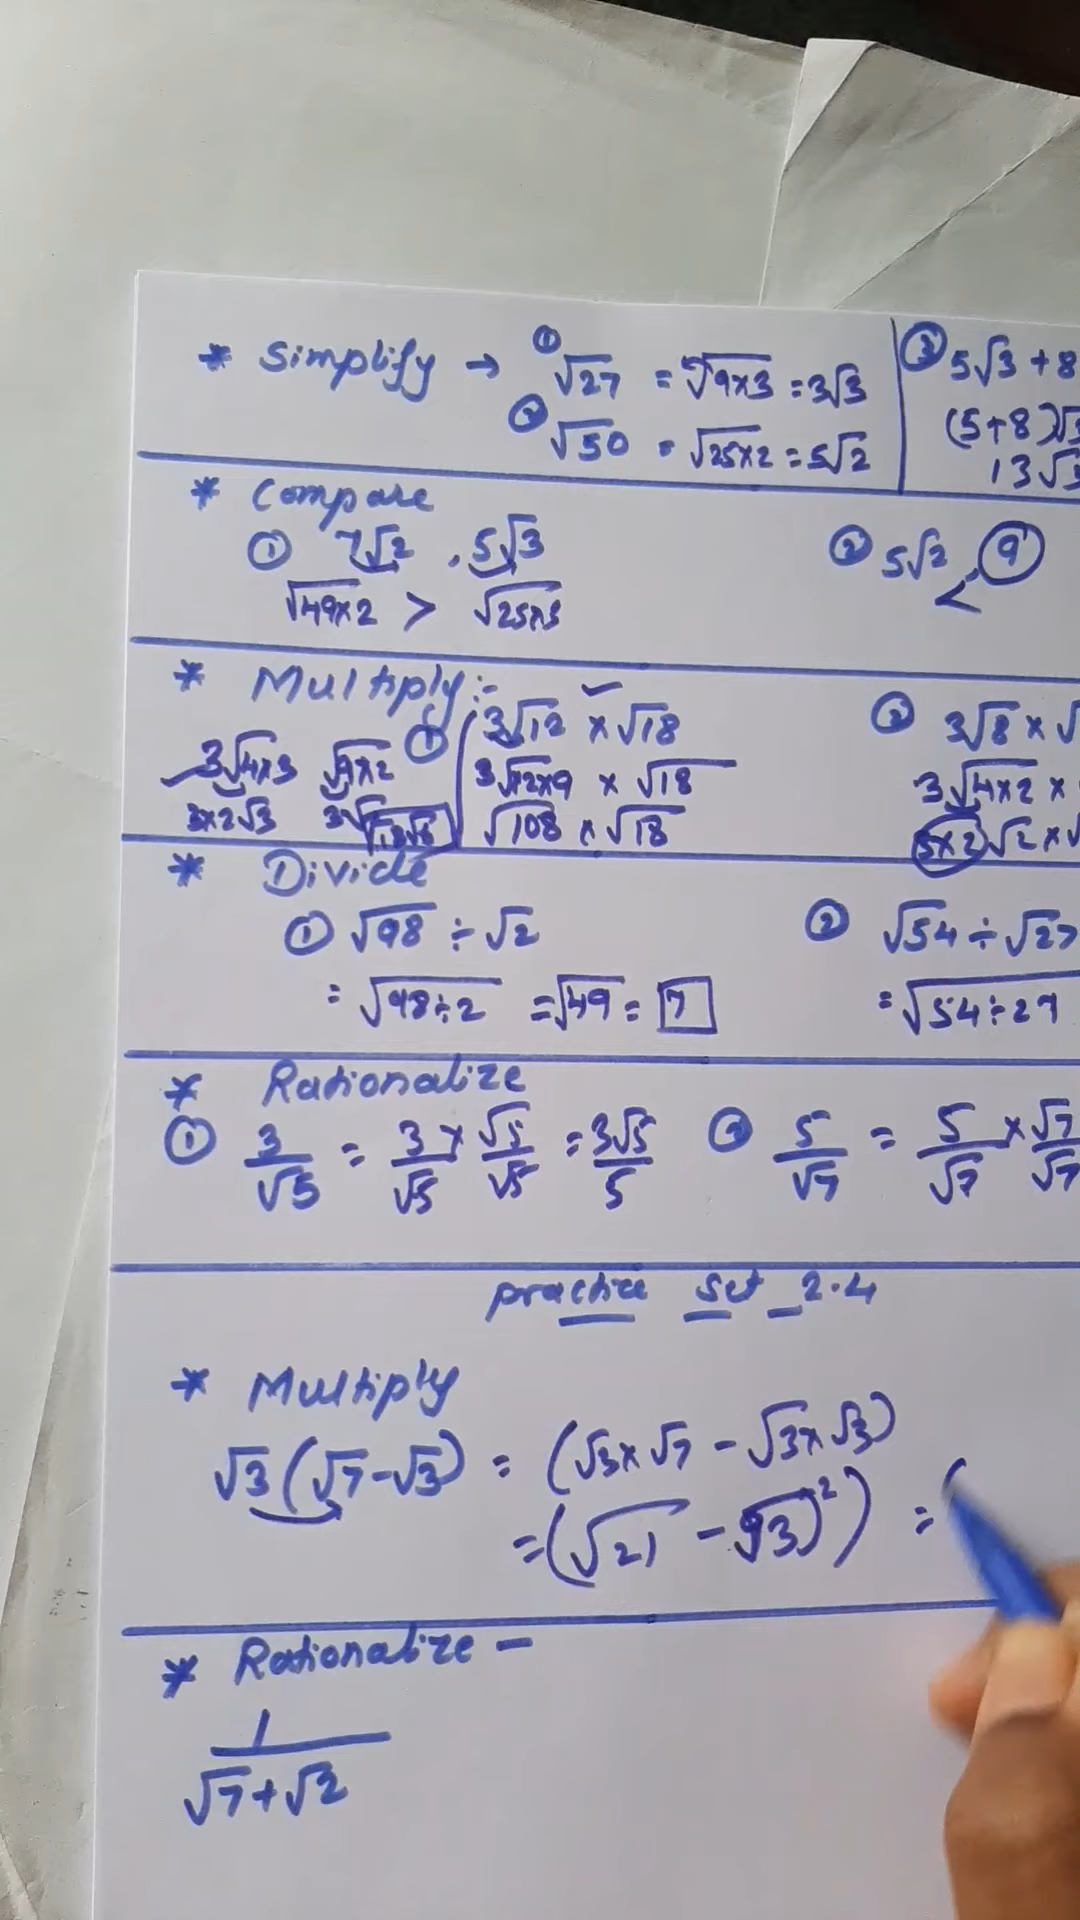 * Simplify → ① √27 = √9×3 = 3√3
② √50 = √25×2 = 5√2
③ 5√3 + 8
(5+8)√3
13√3
* Compare
① 7√2 , 5√3
√49×2 > √25×3
② 5√2 < 9
* Multiply:-
① 3√12 × √18
3√12×9 × √18
√108 × √18
3√4×3 √9×2
3×2√3 3√
② 3√8 × √
3√4×2 ×
5×2√2 × √
* Divide
① √98 ÷ √2
= √98÷2 = √49 = 7
② √54 ÷ √27
= √54÷27
* Rationalize
① 3/√5 = 3/√5 × √5/√5 = 3√5/5
② 5/√7 = 5/√7 × √7/√7
practice set 2.4
* Multiply
√3 (√7-√3) = (√3×√7 - √3×√3)
= (√21 - √3)²) = (
* Rationalize -
1/√7+√2